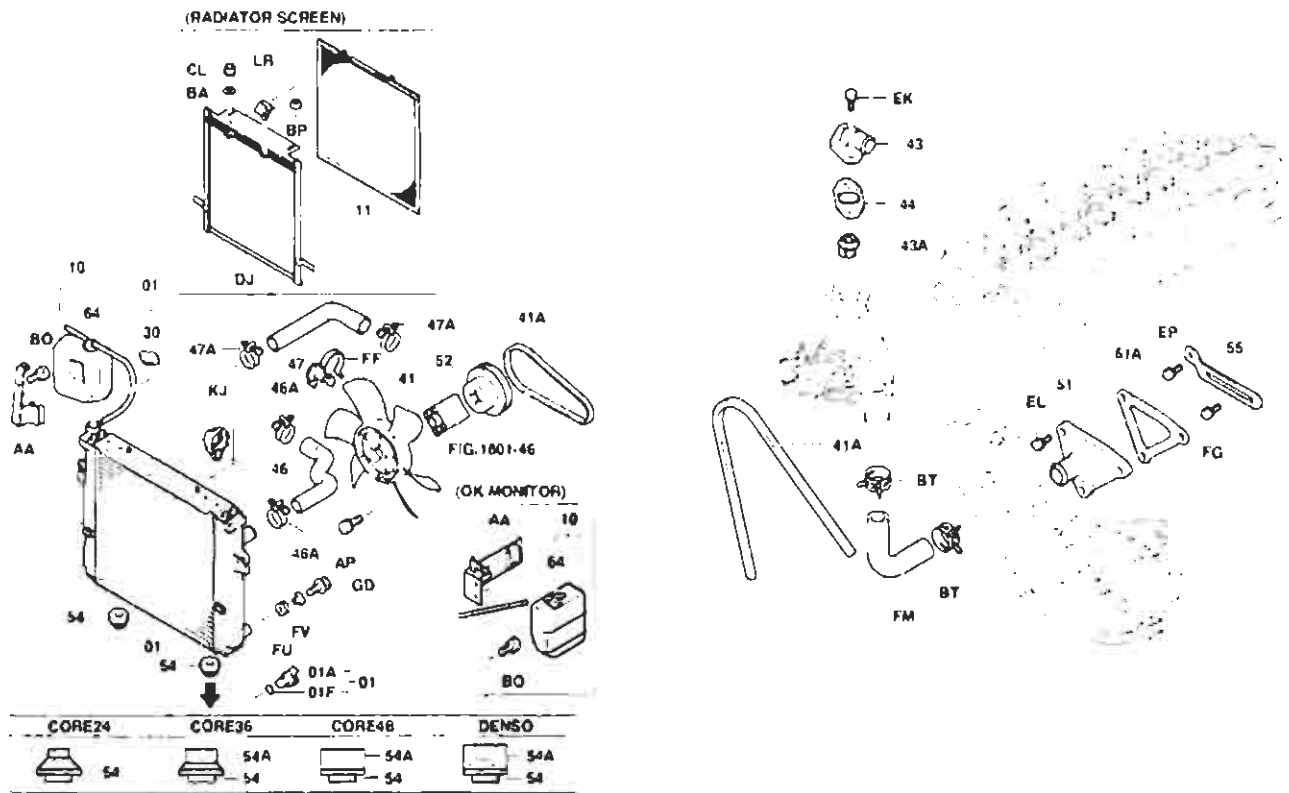 (RADIATOR SCREEN)
CL
LR
BA
BP
11
DJ
10
01
64
BO
30
AA
47A
47A
47
FF
41A
KJ
46A
41
52
FIG. 1801-46
46
46A
AP
GD
FV
FU
(OK MONITOR)
AA
10
64
BO
54
01
54
01A
01F
01
CORE24
CORE36
CORE48
DENSO
54
54A
54
54A
54
54A
54
EK
43
44
43A
EP
55
61A
51
EL
FG
41A
BT
BT
FM